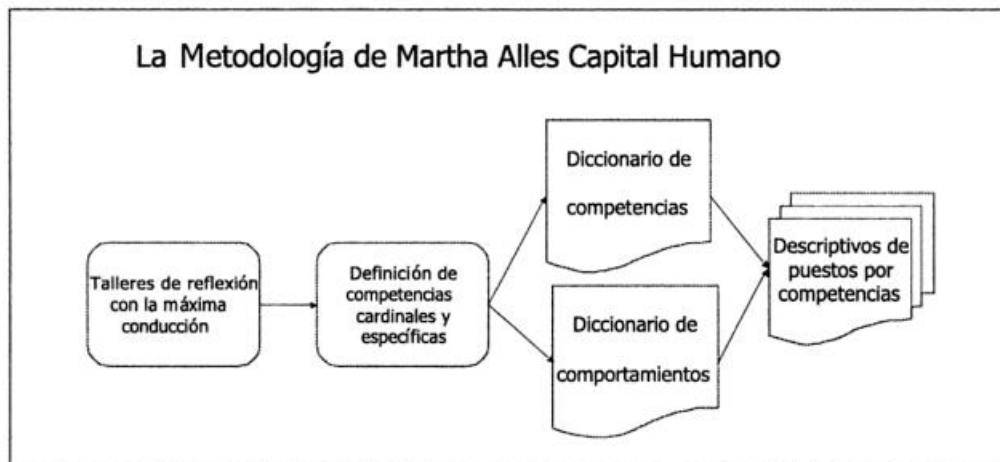 La Metodología de Martha Alles Capital Humano
Talleres de reflexión
con la máxima
conducción
Definición de
competencias
cardinales y
específicas
Diccionario de
competencias
Diccionario de
comportamientos
Descriptivos de
puestos por
competencias